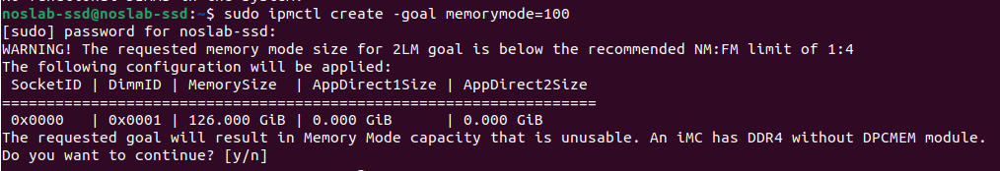 noslab-ssd@noslab-ssd:~$ sudo ipmctl create -goal memorymode=100
[sudo] password for noslab-ssd:
WARNING! The requested memory mode size for 2LM goal is below the recommended NM:FM limit of 1:4
The following configuration will be applied:
 SocketID | DimmID | MemorySize  | AppDirect1Size | AppDirect2Size
==================================================================
 0x0000   | 0x0001 | 126.000 GiB | 0.000 GiB      | 0.000 GiB
The requested goal will result in Memory Mode capacity that is unusable. An iMC has DDR4 without DPCMEM module.
Do you want to continue? [y/n]